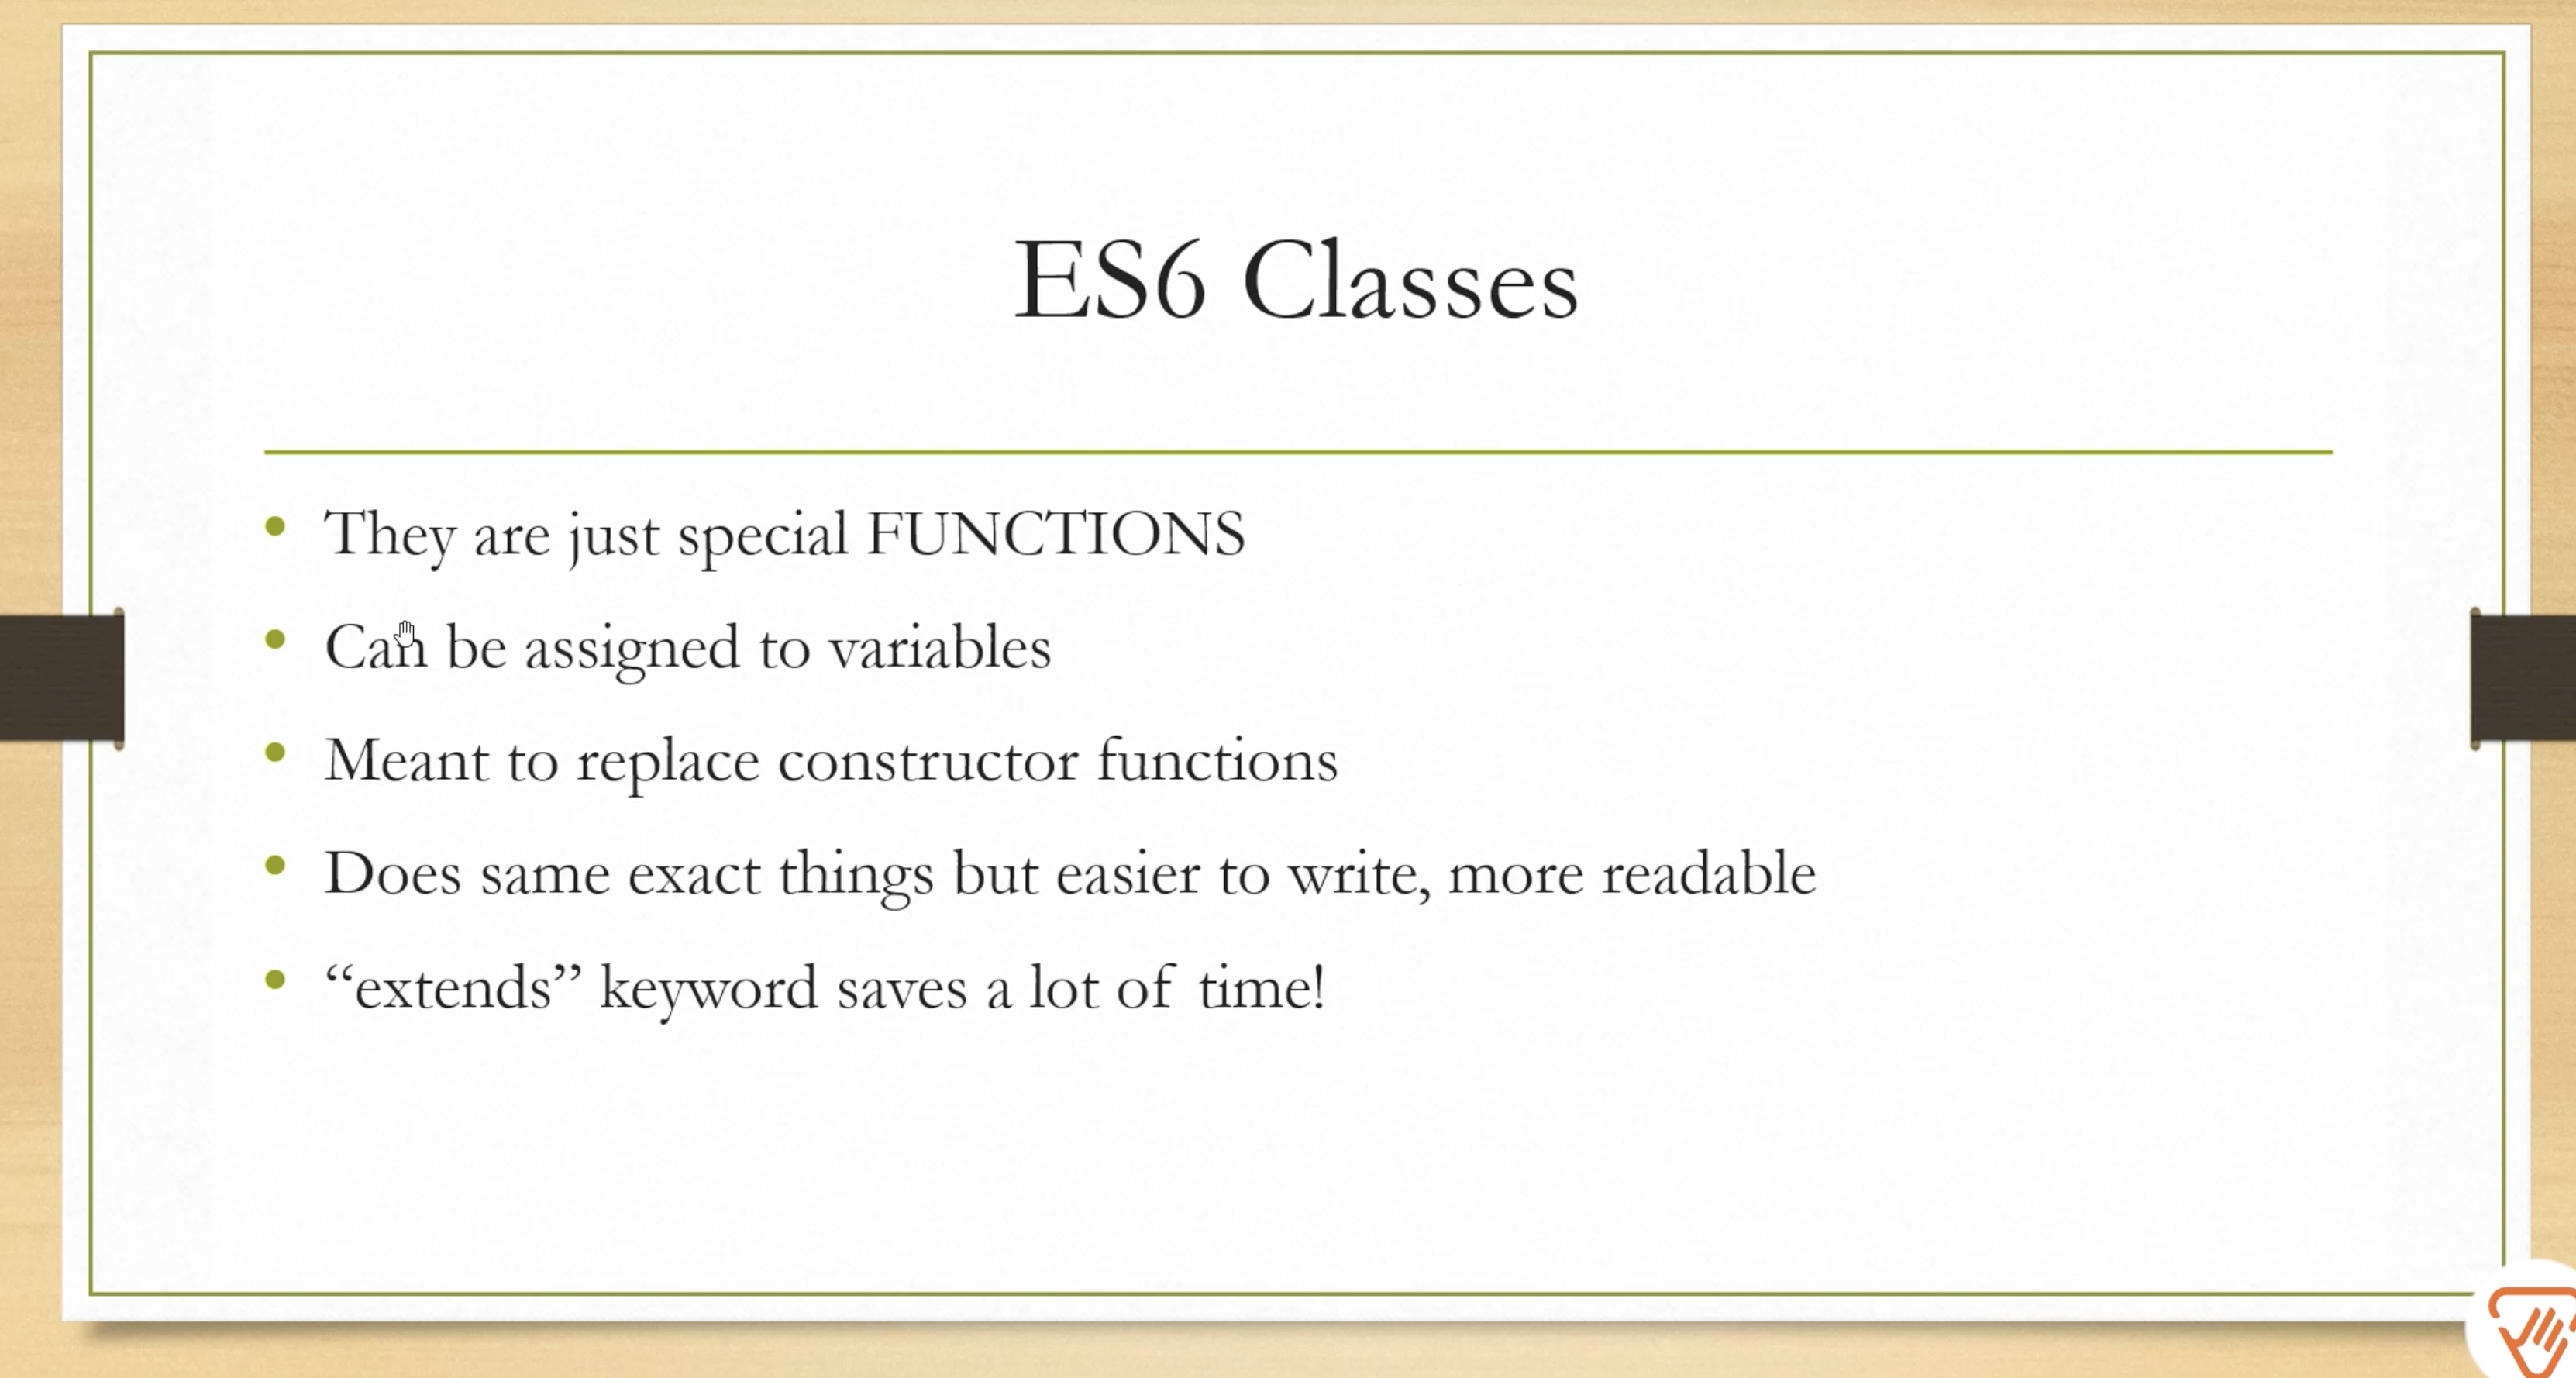 ES6 Classes
They are just special FUNCTIONS
Can be assigned to variables
Meant to replace constructor functions
Does same exact things but easier to write, more readable
“extends” keyword saves a lot of time!